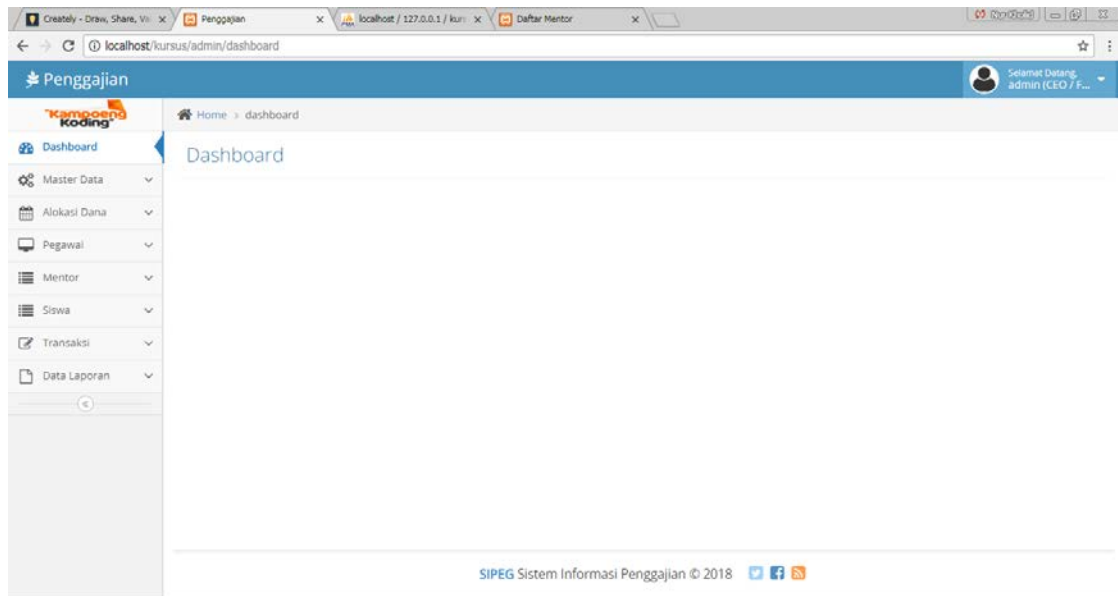 Creately - Draw, Share, Vi
Penggajian
localhost / 127.0.0.1 / kur
Daftar Mentor
localhost/kursus/admin/dashboard
Penggajian
Selamat Datang,
admin (CEO / F...
"Kampoeng
Koding"
Home > dashboard
Dashboard
Dashboard
Master Data
Alokasi Dana
Pegawai
Mentor
Siswa
Transaksi
Data Laporan
SIPEG Sistem Informasi Penggajian © 2018